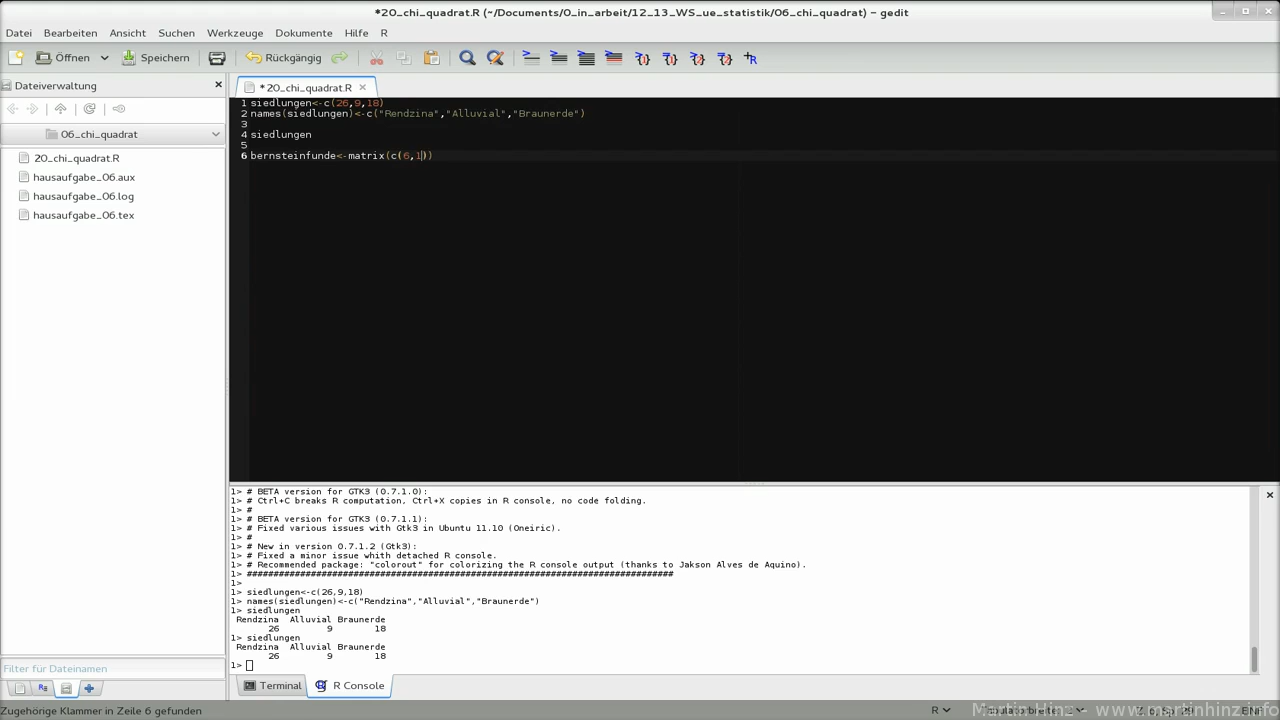 *20_chi_quadrat.R (~/Documents/0_in_arbeit/12_13_WS_ue_statistik/06_chi_quadrat) - gedit
Datei Bearbeiten Ansicht Suchen Werkzeuge Dokumente Hilfe R
Öffnen Speichern Rückgängig
Dateiverwaltung
*20_chi_quadrat.R
06_chi_quadrat
20_chi_quadrat.R
hausaufgabe_06.aux
hausaufgabe_06.log
hausaufgabe_06.tex
1 siedlungen<-c(26,9,18)
2 names(siedlungen)<-c("Rendzina","Alluvial","Braunerde")
3
4 siedlungen
5
6 bernsteinfunde<-matrix(c(6,1))
1> # BETA version for GTK3 (0.7.1.0):
1> # Ctrl+C breaks R computation, Ctrl+X copies in R console, no code folding.
1> #
1> # BETA version for GTK3 (0.7.1.1):
1> # Fixed various issues with Gtk3 in Ubuntu 11.10 (Oneiric).
1> #
1> # New in version 0.7.1.2 (Gtk3):
1> # Fixed a minor issue whith detached R console.
1> # Recommended package: "colorout" for colorizing the R console output (thanks to Jakson Alves de Aquino).
1> ################################################################################
1>
1> siedlungen<-c(26,9,18)
1> names(siedlungen)<-c("Rendzina","Alluvial","Braunerde")
1> siedlungen
Rendzina Alluvial Braunerde
26 9 18
1> siedlungen
Rendzina Alluvial Braunerde
26 9 18
1>
Filter für Dateinamen
Terminal R Console
Zugehörige Klammer in Zeile 6 gefunden
R
Martin Hinz - www.martinhinz.info